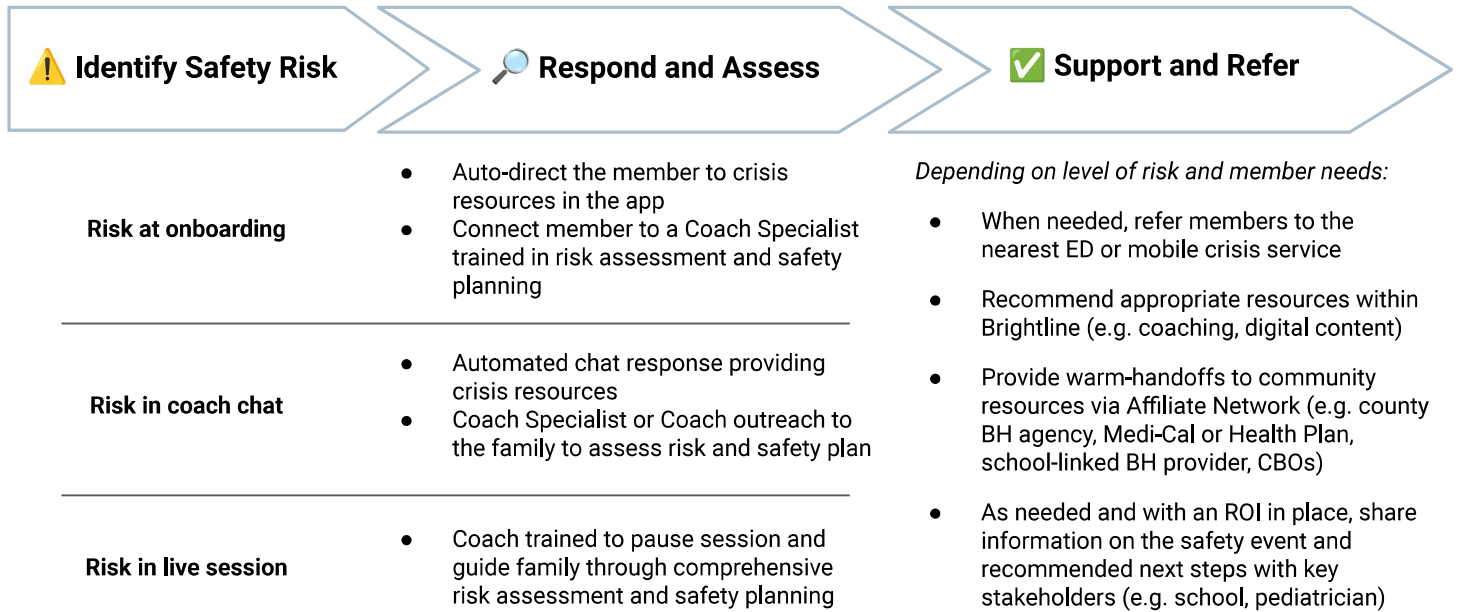 ⚠️ Identify Safety Risk
🔎 Respond and Assess
✅ Support and Refer
Risk at onboarding
● Auto-direct the member to crisis
resources in the app
● Connect member to a Coach Specialist
trained in risk assessment and safety
planning
Risk in coach chat
● Automated chat response providing
crisis resources
● Coach Specialist or Coach outreach to
the family to assess risk and safety plan
Risk in live session
● Coach trained to pause session and
guide family through comprehensive
risk assessment and safety planning
Depending on level of risk and member needs:
● When needed, refer members to the
nearest ED or mobile crisis service
● Recommend appropriate resources within
Brightline (e.g. coaching, digital content)
● Provide warm-handoffs to community
resources via Affiliate Network (e.g. county
BH agency, Medi-Cal or Health Plan,
school-linked BH provider, CBOs)
● As needed and with an ROI in place, share
information on the safety event and
recommended next steps with key
stakeholders (e.g. school, pediatrician)